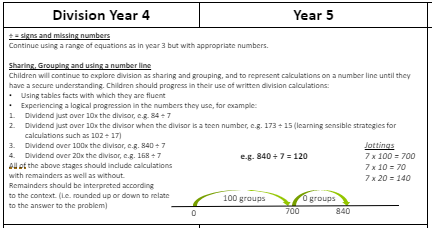 Division Year 4
Year 5
÷ = signs and missing numbers
Continue using a range of equations as in year 3 but with appropriate numbers.
Sharing, Grouping and using a number line
Children will continue to explore division as sharing and grouping, and to represent calculations on a number line until they
have a secure understanding. Children should progress in their use of written division calculations:
• Using tables facts with which they are fluent
• Experiencing a logical progression in the numbers they use, for example:
1. Dividend just over 10x the divisor, e.g. 84 ÷ 7
2. Dividend just over 10x the divisor when the divisor is a teen number, e.g. 173 ÷ 15 (learning sensible strategies for
calculations such as 102 ÷ 17)
3. Dividend over 100x the divisor, e.g. 840 ÷ 7
4. Dividend over 20x the divisor, e.g. 168 ÷ 7
All of the above stages should include calculations
with remainders as well as without.
Remainders should be interpreted according
to the context. (i.e. rounded up or down to relate
to the answer to the problem)
e.g. 840 ÷ 7 = 120
Jottings
7 x 100 = 700
7 x 10 = 70
7 x 20 = 140
100 groups
0 groups
0
700
840